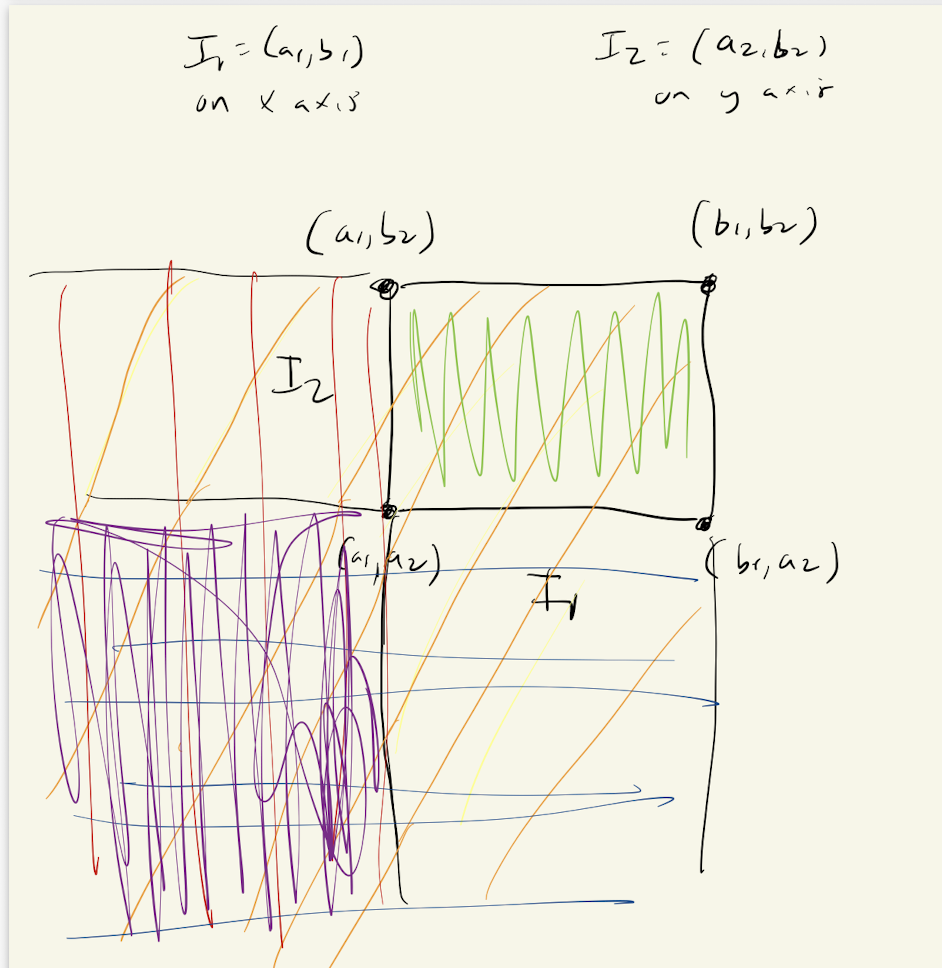 I₁ = (a₁,b₁)
on x axis
I₂ = (a₂,b₂)
on y axis
(a₁,b₂)
(b₁,b₂)
I₂
(a₁,a₂)
(b₁,a₂)
I₁